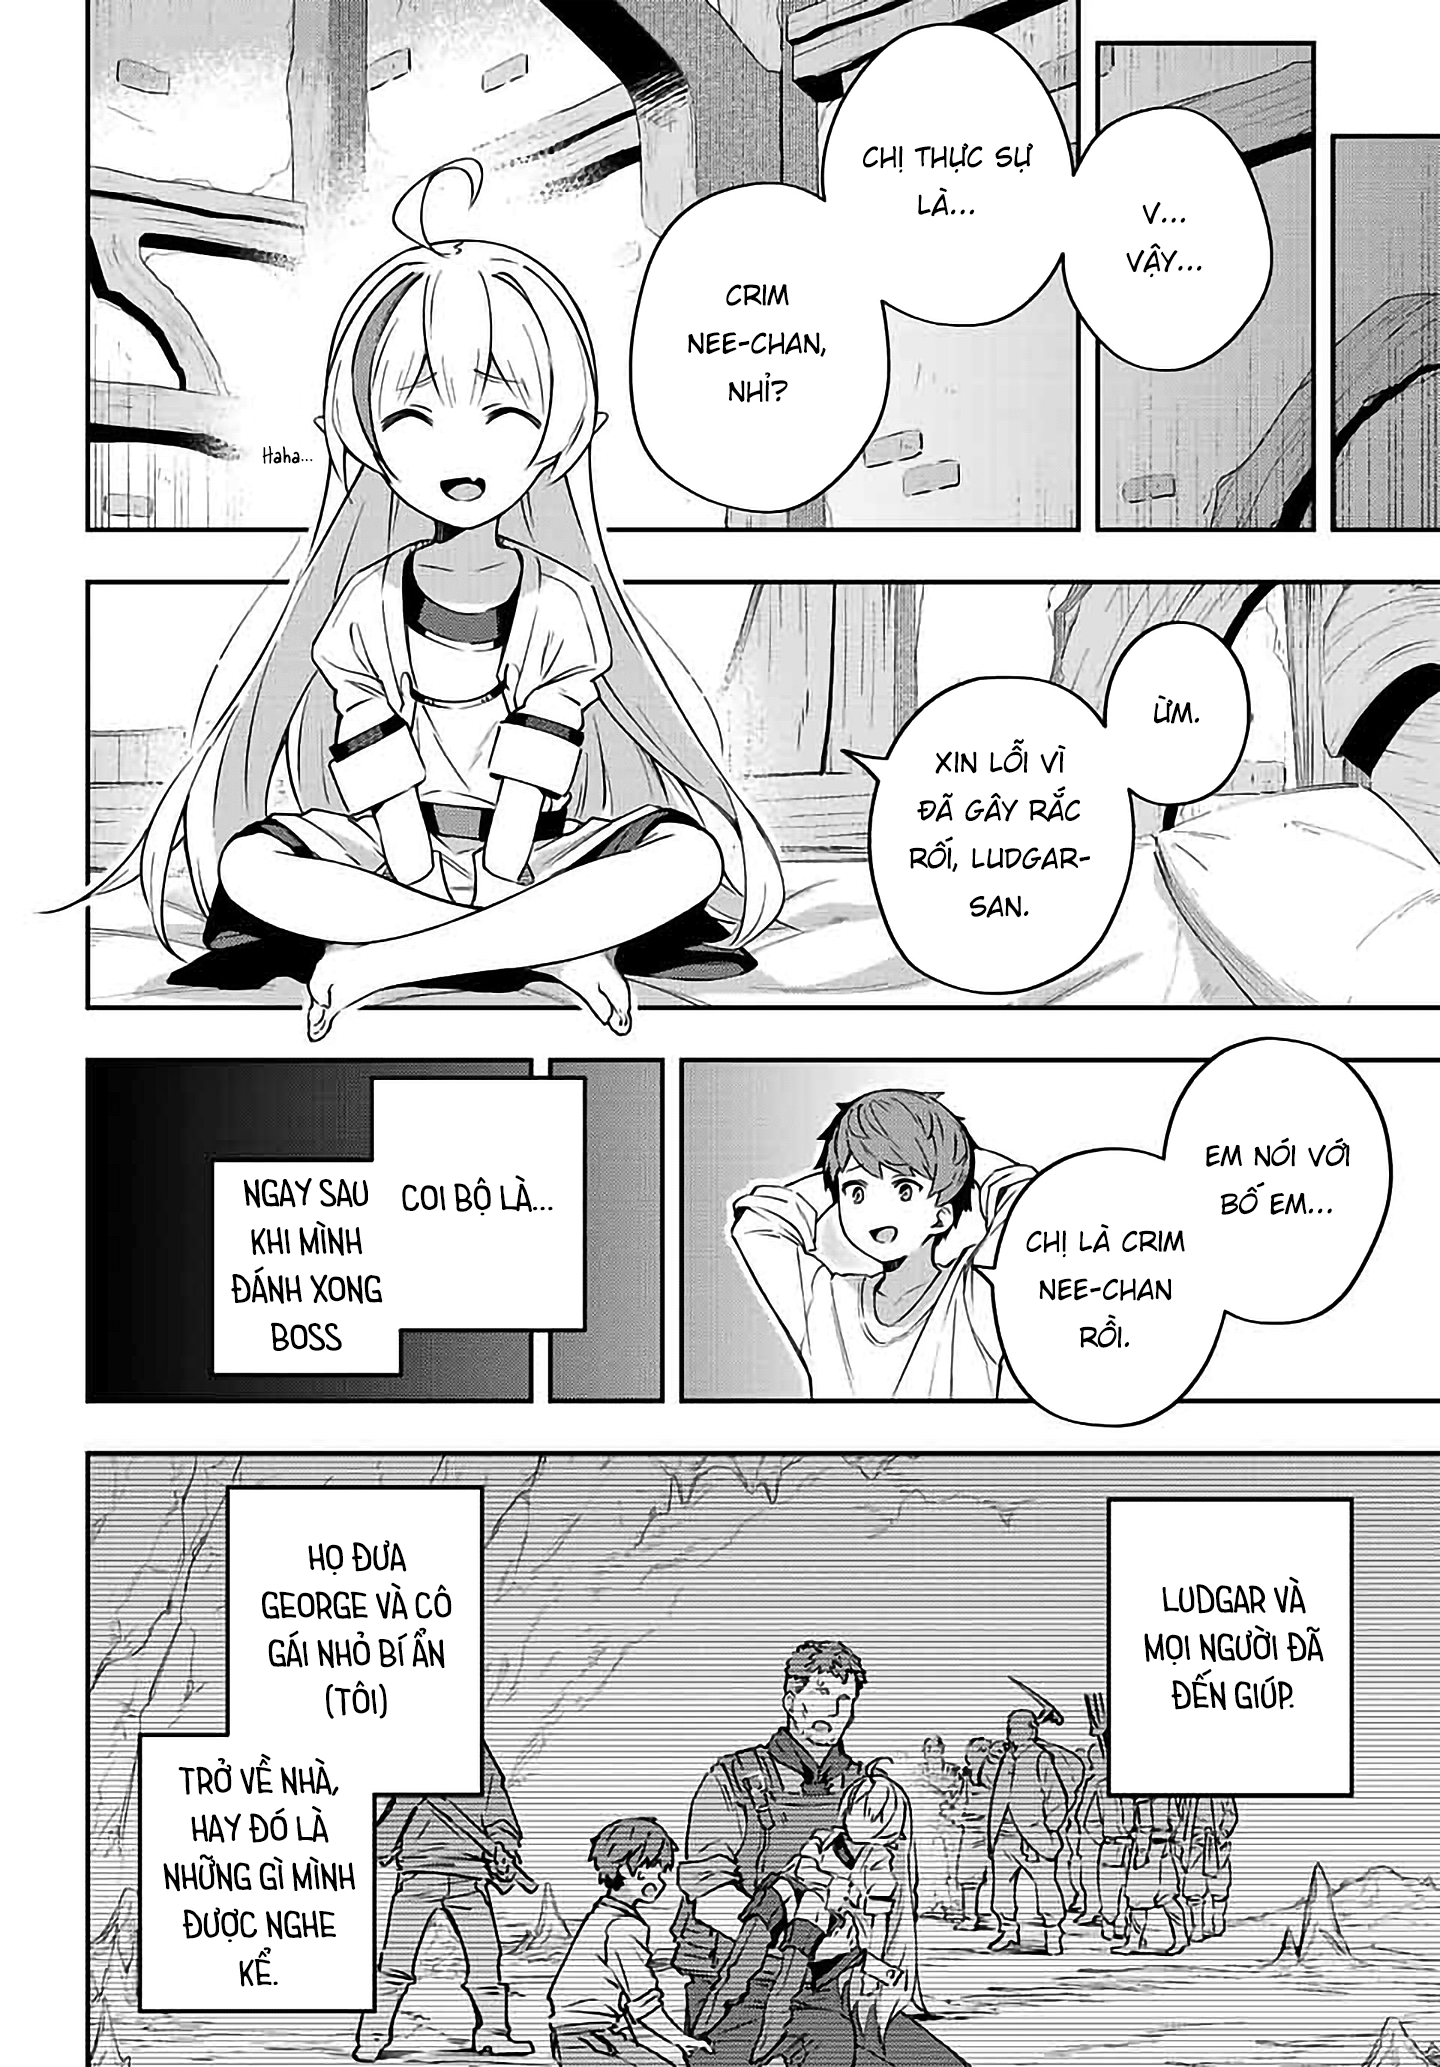 V...
VẬY...
CHỊ THỰC SỰ
LÀ...
CRIM
NEE-CHAN,
NHỈ?
Haha...
ỪM.
XIN LỖI VÌ
ĐÃ GÂY RẮC
RỐI, LUDGAR-
SAN.
EM NÓI VỚI
BỐ EM...
CHỊ LÀ CRIM
NEE-CHAN
RỒI.
COI BỘ LÀ...
NGAY SAU
KHI MÌNH
ĐÁNH XONG
BOSS
LUDGAR VÀ
MỌI NGƯỜI ĐÃ
ĐẾN GIÚP.
HỌ ĐƯA
GEORGE VÀ CÔ
GÁI NHỎ BÍ ẨN
(TÔI)
TRỞ VỀ NHÀ,
HAY ĐÓ LÀ
NHỮNG GÌ MÌNH
ĐƯỢC NGHE
KỂ.